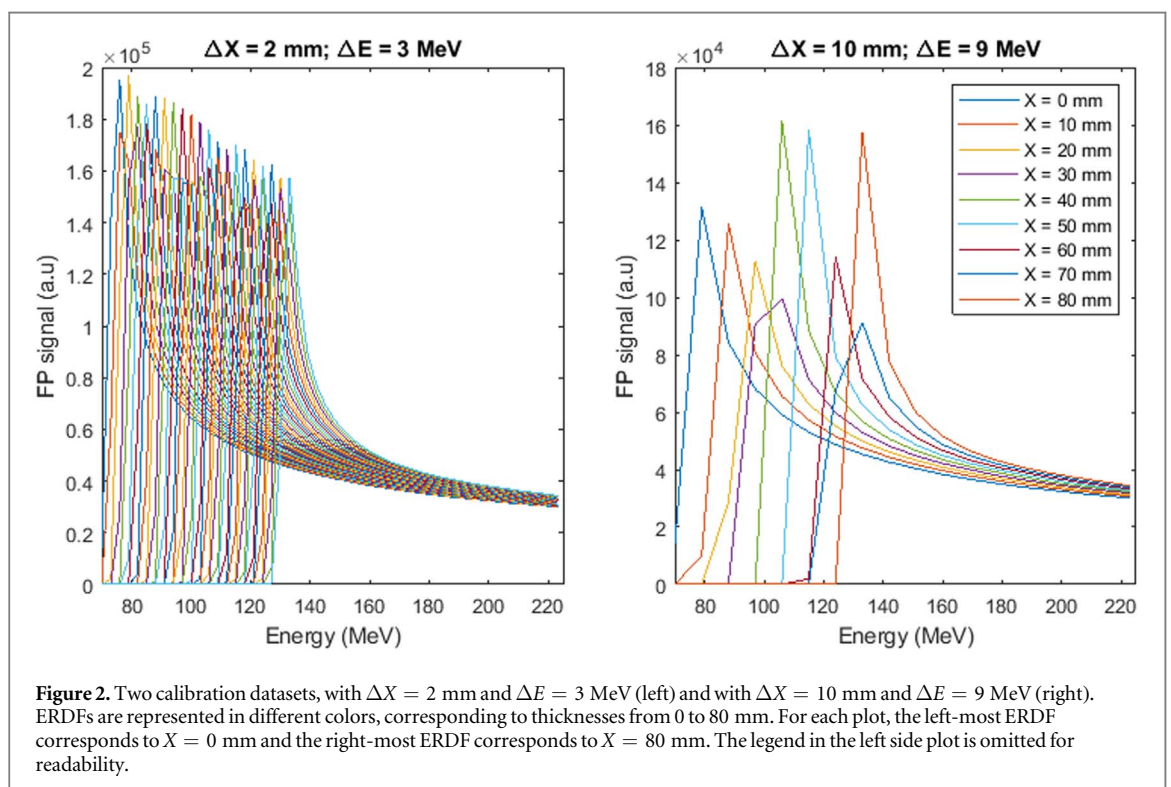 ΔX = 2 mm; ΔE = 3 MeV
×10⁵
2
1.8
1.6
1.4
1.2
1
0.8
0.6
0.4
0.2
0
FP signal (a.u)
80 100 120 140 160 180 200 220
Energy (MeV)
ΔX = 10 mm; ΔE = 9 MeV
×10⁴
18
16
14
12
10
8
6
4
2
0
FP signal (a.u)
80 100 120 140 160 180 200 220
Energy (MeV)
X = 0 mm
X = 10 mm
X = 20 mm
X = 30 mm
X = 40 mm
X = 50 mm
X = 60 mm
X = 70 mm
X = 80 mm
Figure 2. Two calibration datasets, with ΔX = 2 mm and ΔE = 3 MeV (left) and with ΔX = 10 mm and ΔE = 9 MeV (right).
ERDFs are represented in different colors, corresponding to thicknesses from 0 to 80 mm. For each plot, the left-most ERDF
corresponds to X = 0 mm and the right-most ERDF corresponds to X = 80 mm. The legend in the left side plot is omitted for
readability.